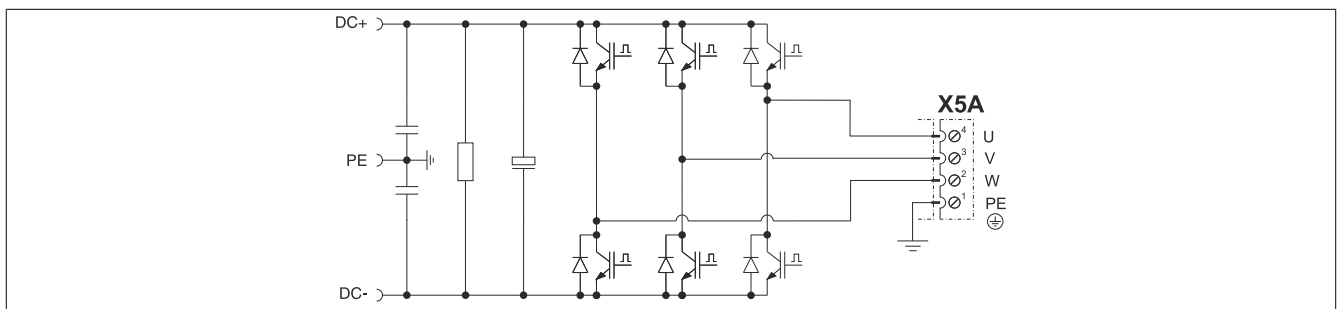 DC+
PE
DC-
X5A
4 U
3 V
2 W
1 PE